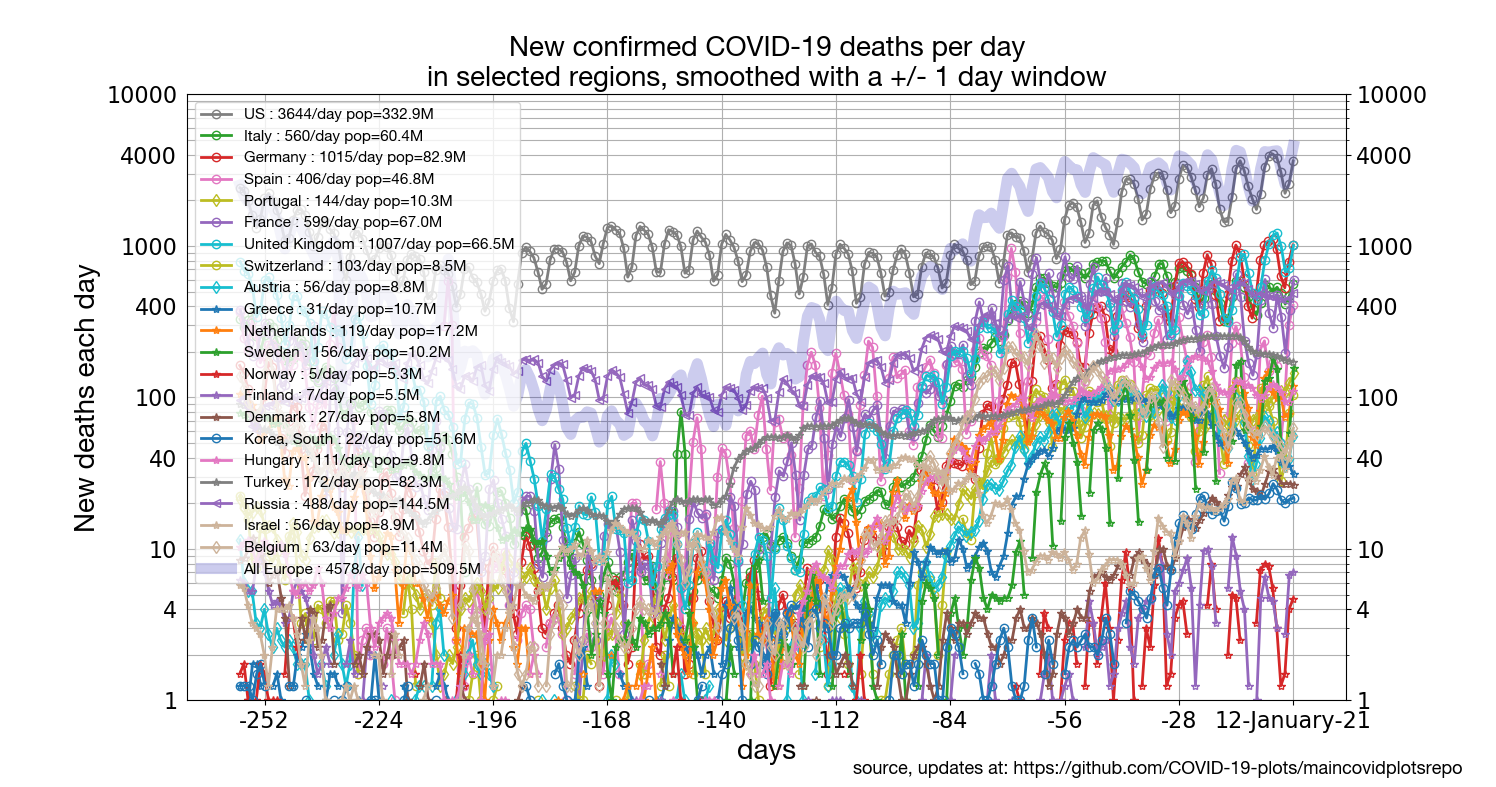 New confirmed COVID-19 deaths per day
in selected regions, smoothed with a +/- 1 day window
10000
4000
1000
400
100
40
10
4
1
New deaths each day
US : 3644/day pop=332.9M
Italy : 560/day pop=60.4M
Germany : 1015/day pop=82.9M
Spain : 406/day pop=46.8M
Portugal : 144/day pop=10.3M
France : 599/day pop=67.0M
United Kingdom : 1007/day pop=66.5M
Switzerland : 103/day pop=8.5M
Austria : 56/day pop=8.8M
Greece : 31/day pop=10.7M
Netherlands : 119/day pop=17.2M
Sweden : 156/day pop=10.2M
Norway : 5/day pop=5.3M
Finland : 7/day pop=5.5M
Denmark : 27/day pop=5.8M
Korea, South : 22/day pop=51.6M
Hungary : 111/day pop=9.8M
Turkey : 172/day pop=82.3M
Russia : 488/day pop=144.5M
Israel : 56/day pop=8.9M
Belgium : 63/day pop=11.4M
All Europe : 4578/day pop=509.5M
10000
4000
1000
400
100
40
10
4
1
-252 -224 -196 -168 -140 -112 -84 -56 -28 12-January-21
days
source, updates at: https://github.com/COVID-19-plots/maincovidplotsrepo